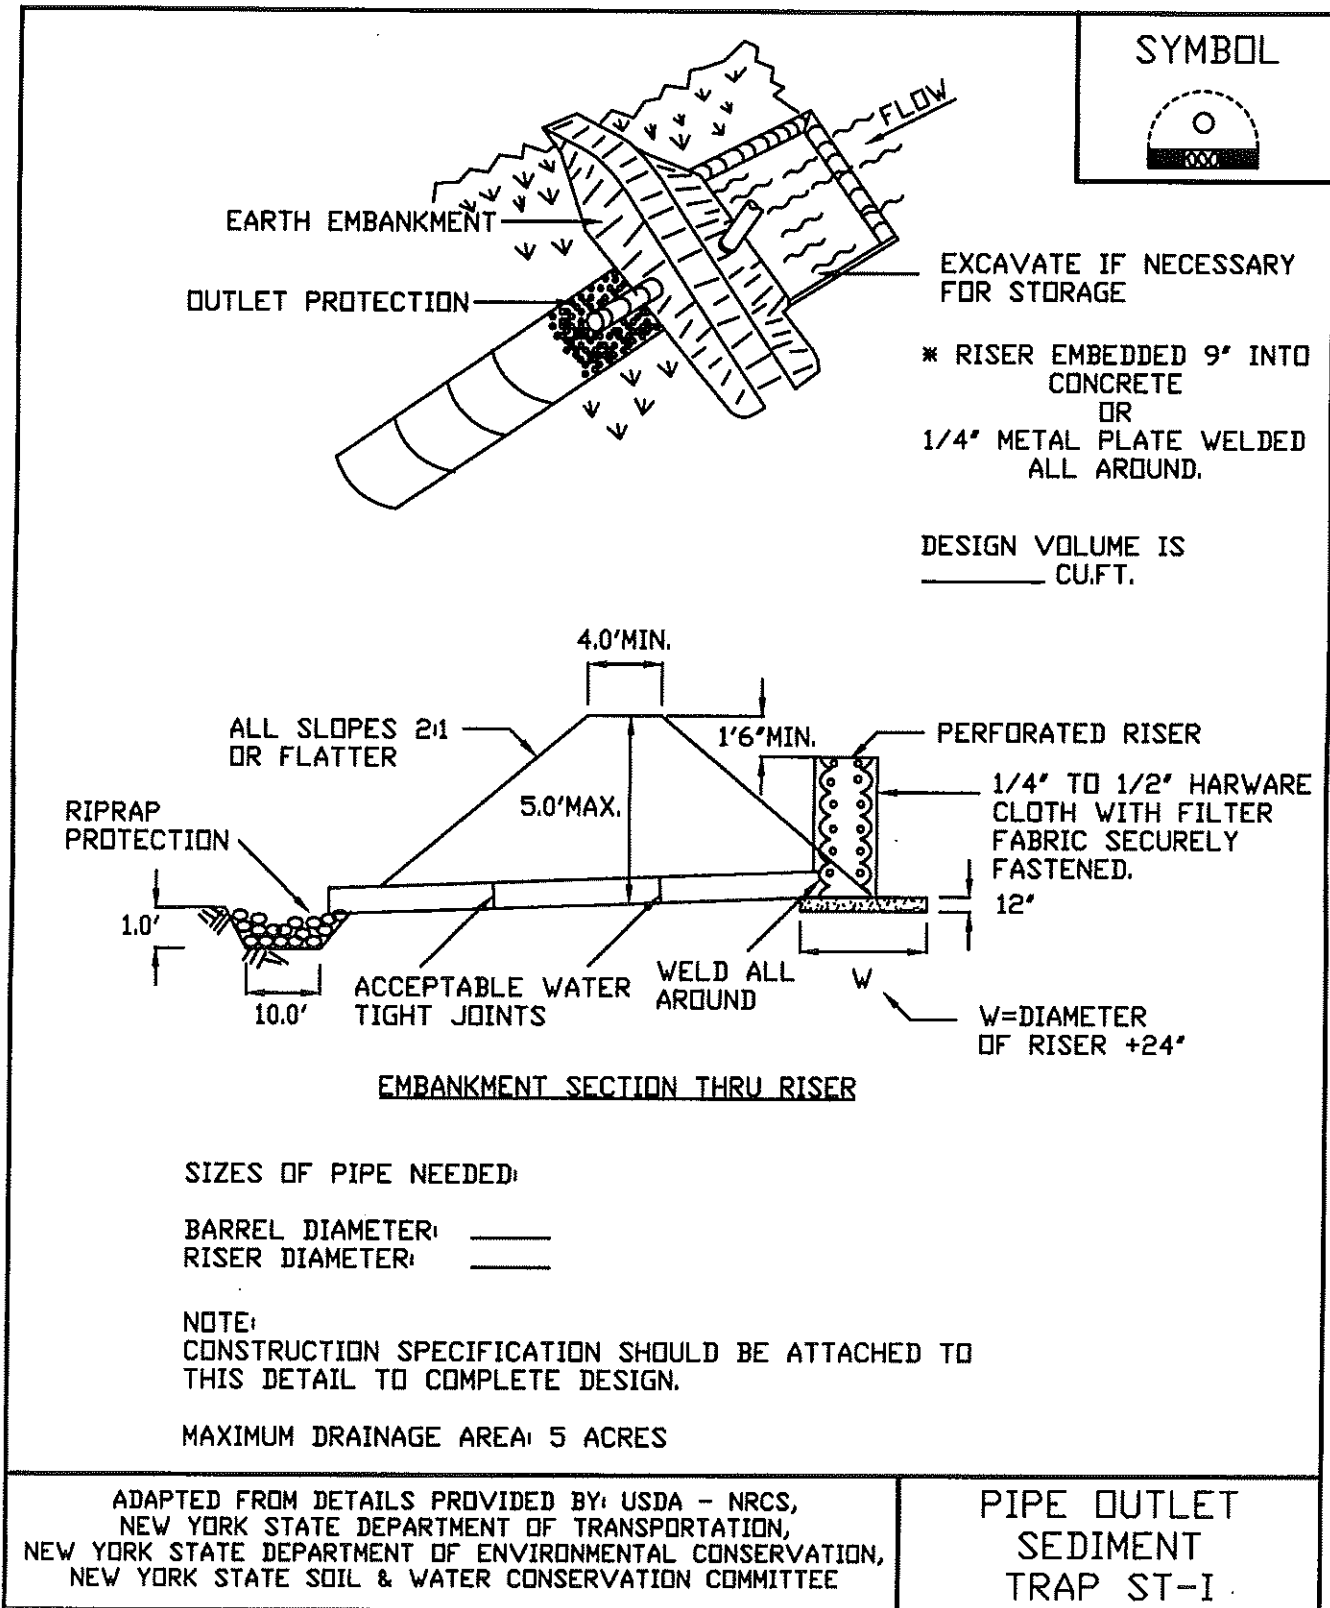 SYMBOL
FLOW
EARTH EMBANKMENT
OUTLET PROTECTION
EXCAVATE IF NECESSARY
FOR STORAGE
* RISER EMBEDDED 9" INTO
CONCRETE
OR
1/4" METAL PLATE WELDED
ALL AROUND.
DESIGN VOLUME IS
________ CU.FT.
4.0'MIN.
ALL SLOPES 2:1
OR FLATTER
1'6"MIN.
PERFORATED RISER
5.0'MAX.
1/4" TO 1/2" HARWARE
CLOTH WITH FILTER
FABRIC SECURELY
FASTENED.
RIPRAP
PROTECTION
1.0'
12"
10.0'
ACCEPTABLE WATER
TIGHT JOINTS
WELD ALL
AROUND
W
W=DIAMETER
OF RISER +24"
EMBANKMENT SECTION THRU RISER
SIZES OF PIPE NEEDED:
BARREL DIAMETER: _____
RISER DIAMETER: _____
NOTE:
CONSTRUCTION SPECIFICATION SHOULD BE ATTACHED TO
THIS DETAIL TO COMPLETE DESIGN.
MAXIMUM DRAINAGE AREA: 5 ACRES
ADAPTED FROM DETAILS PROVIDED BY: USDA - NRCS,
NEW YORK STATE DEPARTMENT OF TRANSPORTATION,
NEW YORK STATE DEPARTMENT OF ENVIRONMENTAL CONSERVATION,
NEW YORK STATE SOIL & WATER CONSERVATION COMMITTEE
PIPE OUTLET
SEDIMENT
TRAP ST-I